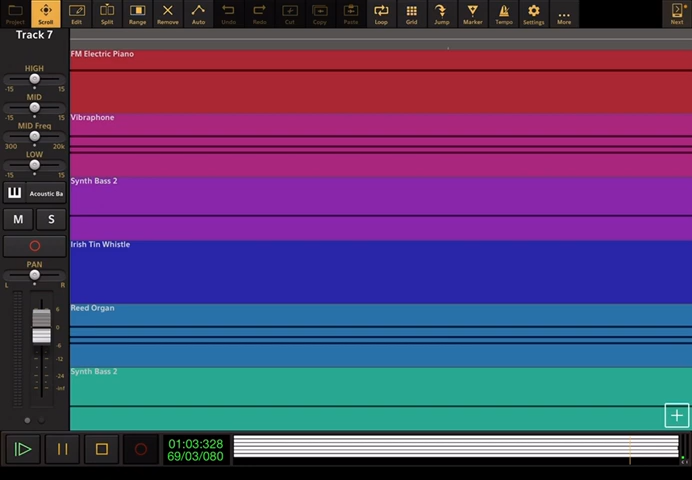 Project Scroll Edit Split Range Remove Auto Undo Redo Cut Copy Paste Loop Grid Jump Marker Tempo Settings More Next
Track 7
FM Electric Piano
HIGH
-15 15
MID
-15 15
Vibraphone
MID Freq
300 20k
LOW
-15 15
Synth Bass 2
Acoustic Ba
M S
Irish Tin Whistle
PAN
L R
Reed Organ
6
0
-6
-12
Synth Bass 2
-24
-inf
01:03:328
69/03/080